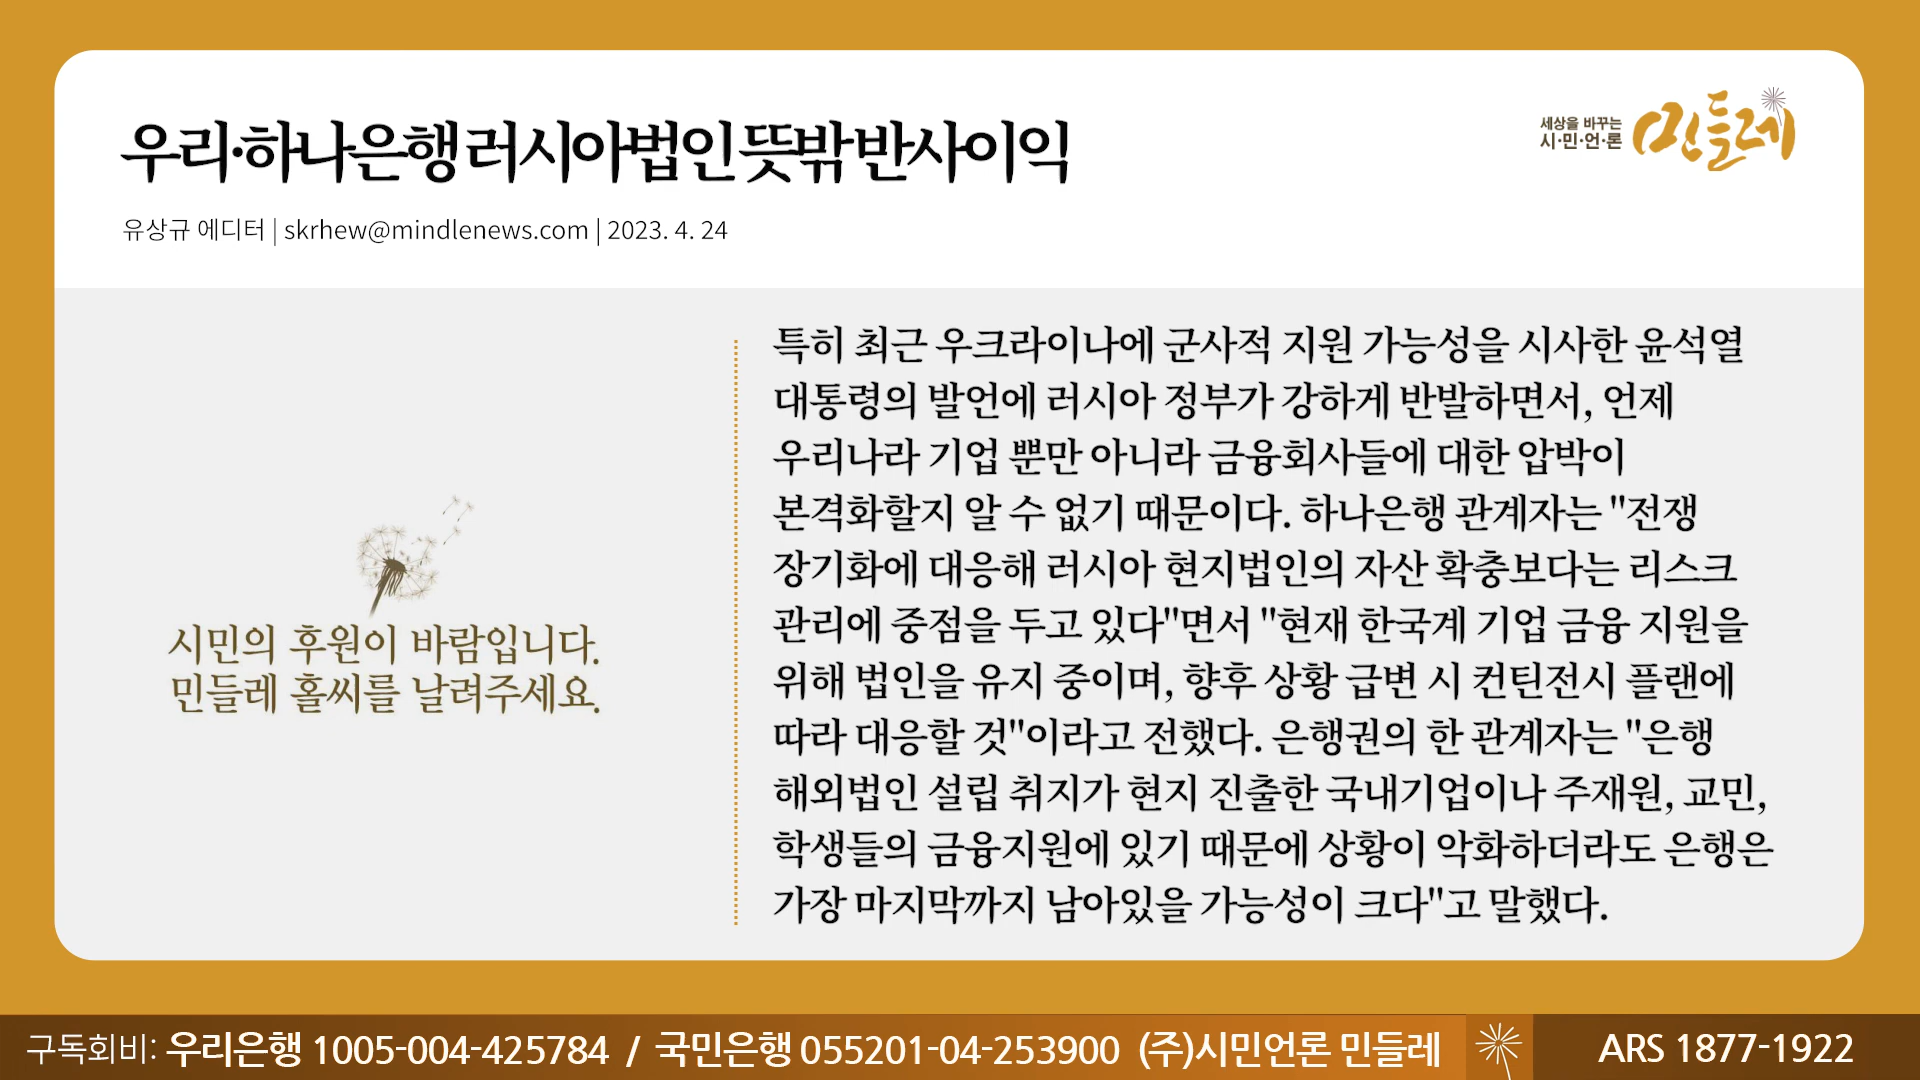 우리·하나은행 러시아법인 뜻밖 반사이익
세상을 바꾸는
시·민·언·론
민들레
유상규 에디터 | skrhew@mindlenews.com | 2023. 4. 24
시민의 후원이 바람입니다.
민들레 홀씨를 날려주세요.
특히 최근 우크라이나에 군사적 지원 가능성을 시사한 윤석열
대통령의 발언에 러시아 정부가 강하게 반발하면서, 언제
우리나라 기업 뿐만 아니라 금융회사들에 대한 압박이
본격화할지 알 수 없기 때문이다. 하나은행 관계자는 "전쟁
장기화에 대응해 러시아 현지법인의 자산 확충보다는 리스크
관리에 중점을 두고 있다"면서 "현재 한국계 기업 금융 지원을
위해 법인을 유지 중이며, 향후 상황 급변 시 컨틴전시 플랜에
따라 대응할 것"이라고 전했다. 은행권의 한 관계자는 "은행
해외법인 설립 취지가 현지 진출한 국내기업이나 주재원, 교민,
학생들의 금융지원에 있기 때문에 상황이 악화하더라도 은행은
가장 마지막까지 남아있을 가능성이 크다"고 말했다.
구독회비: 우리은행 1005-004-425784 / 국민은행 055201-04-253900 (주)시민언론 민들레
ARS 1877-1922